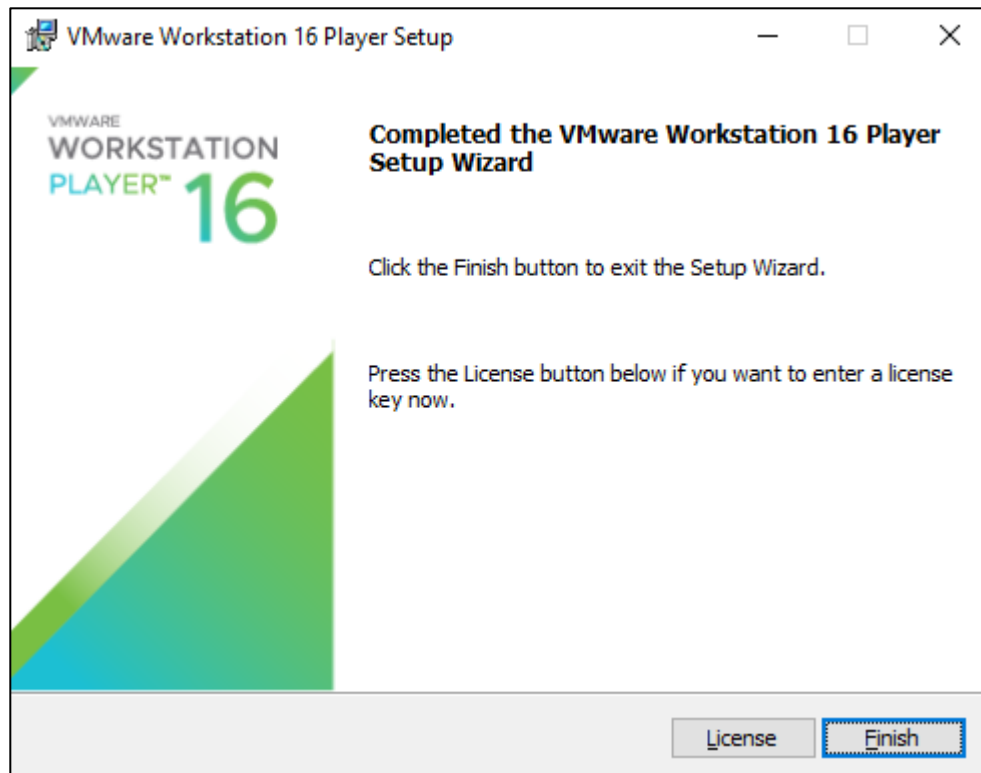 VMware Workstation 16 Player Setup
VMWARE
WORKSTATION
PLAYER™ 16
Completed the VMware Workstation 16 Player
Setup Wizard
Click the Finish button to exit the Setup Wizard.
Press the License button below if you want to enter a license
key now.
License
Finish